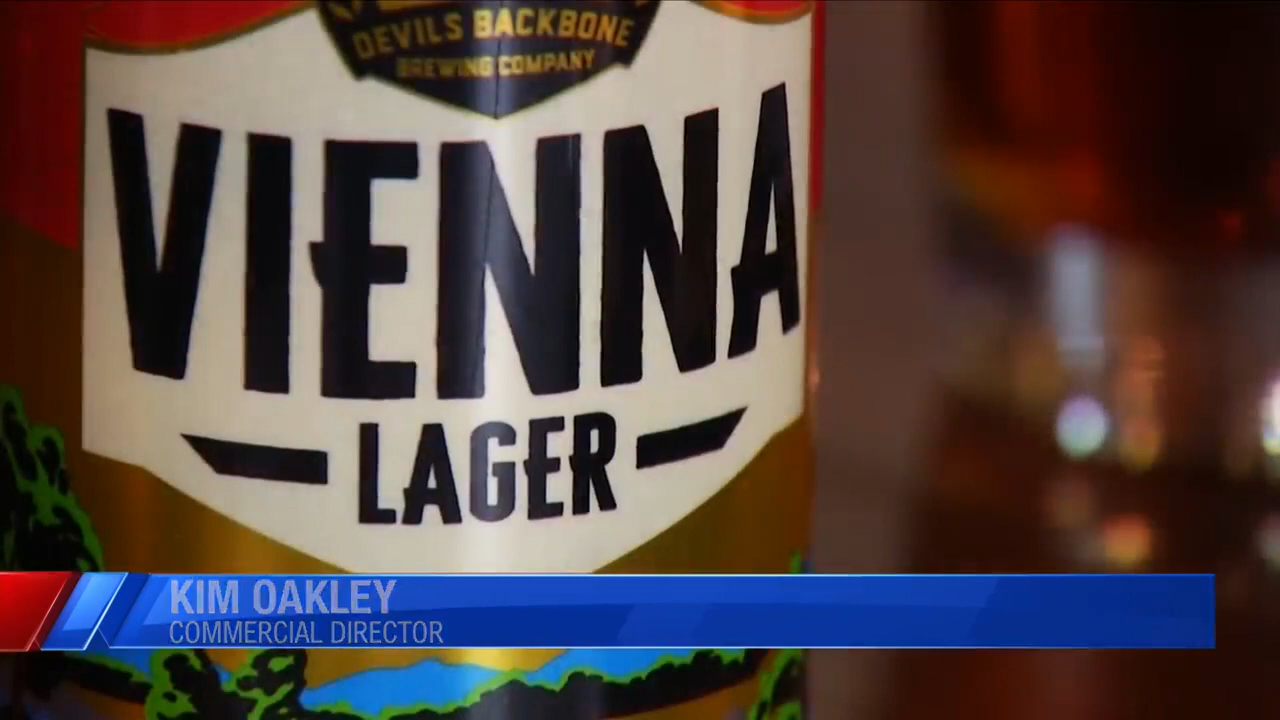 DEVILS BACKBONE
BREWING COMPANY
VIENNA
LAGER
KIM OAKLEY
COMMERCIAL DIRECTOR